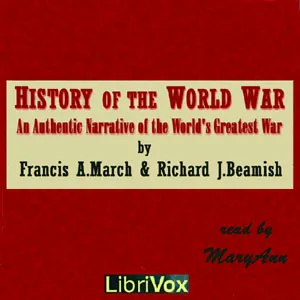 HISTORY OF THE WORLD WAR
An Authentic Narrative of the World's Greatest War
by
Francis A.March & Richard J.Beamish
read by
MaryAnn
LibriVox